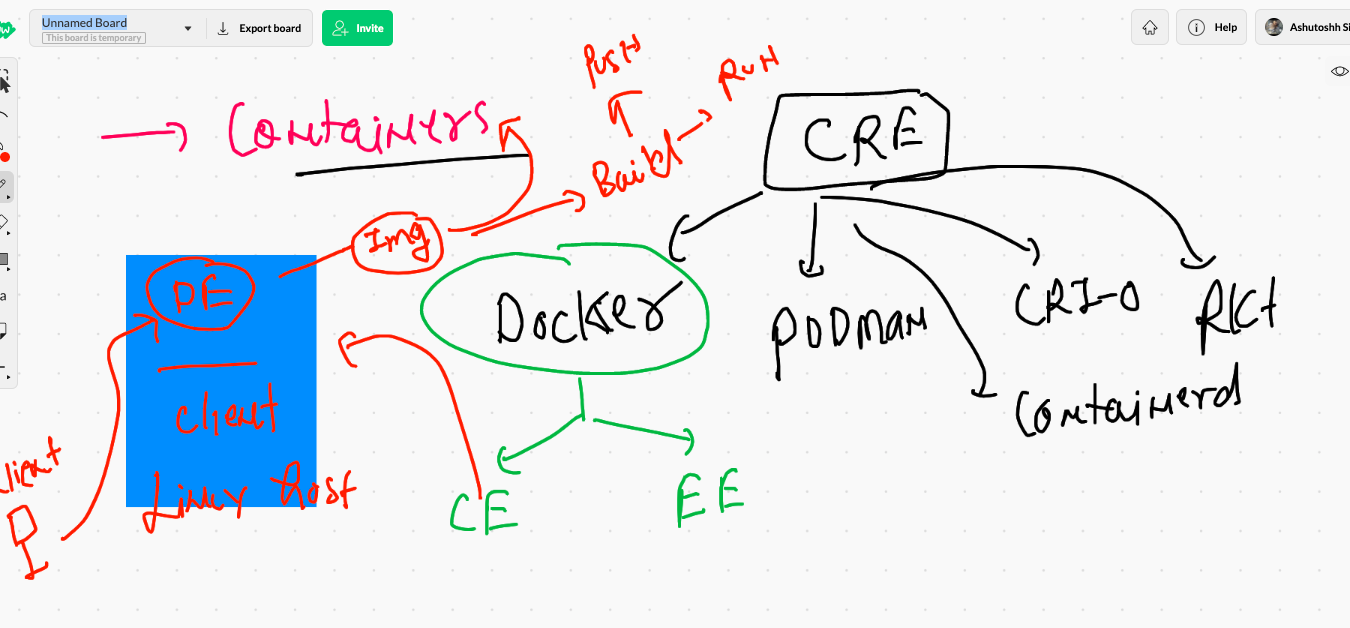 Unnamed Board
This board is temporary
Export board
Invite
Help
Ashutoshh Si
Containers
Push
RUN
Build
CRE
Img
DE
client
Linux host
Client
Docker
PODMAN
CRI-O
RKt
Containerd
CE
EE